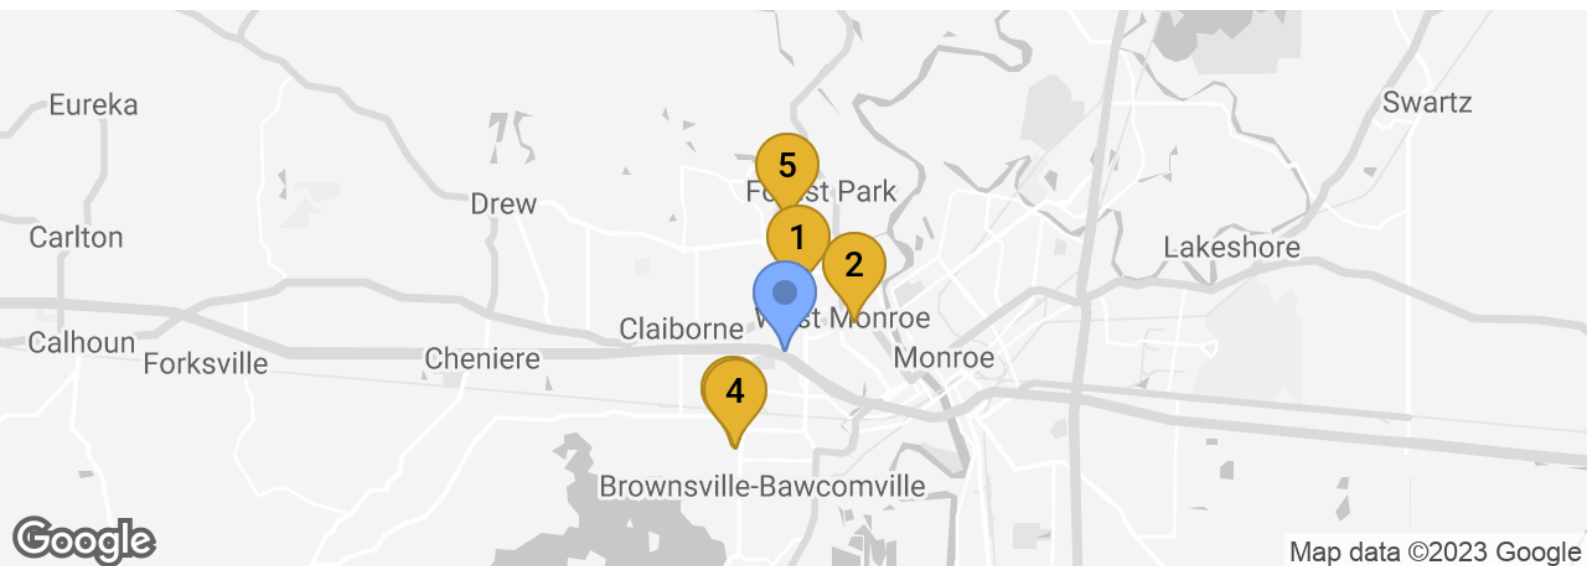 Eureka
Swartz
5
Forest Park
Drew
1
Carlton
2
Lakeshore
West Monroe
Claiborne
Calhoun
Forksville
Cheniere
Monroe
4
Brownsville-Bawcomville
Google
Map data ©2023 Google